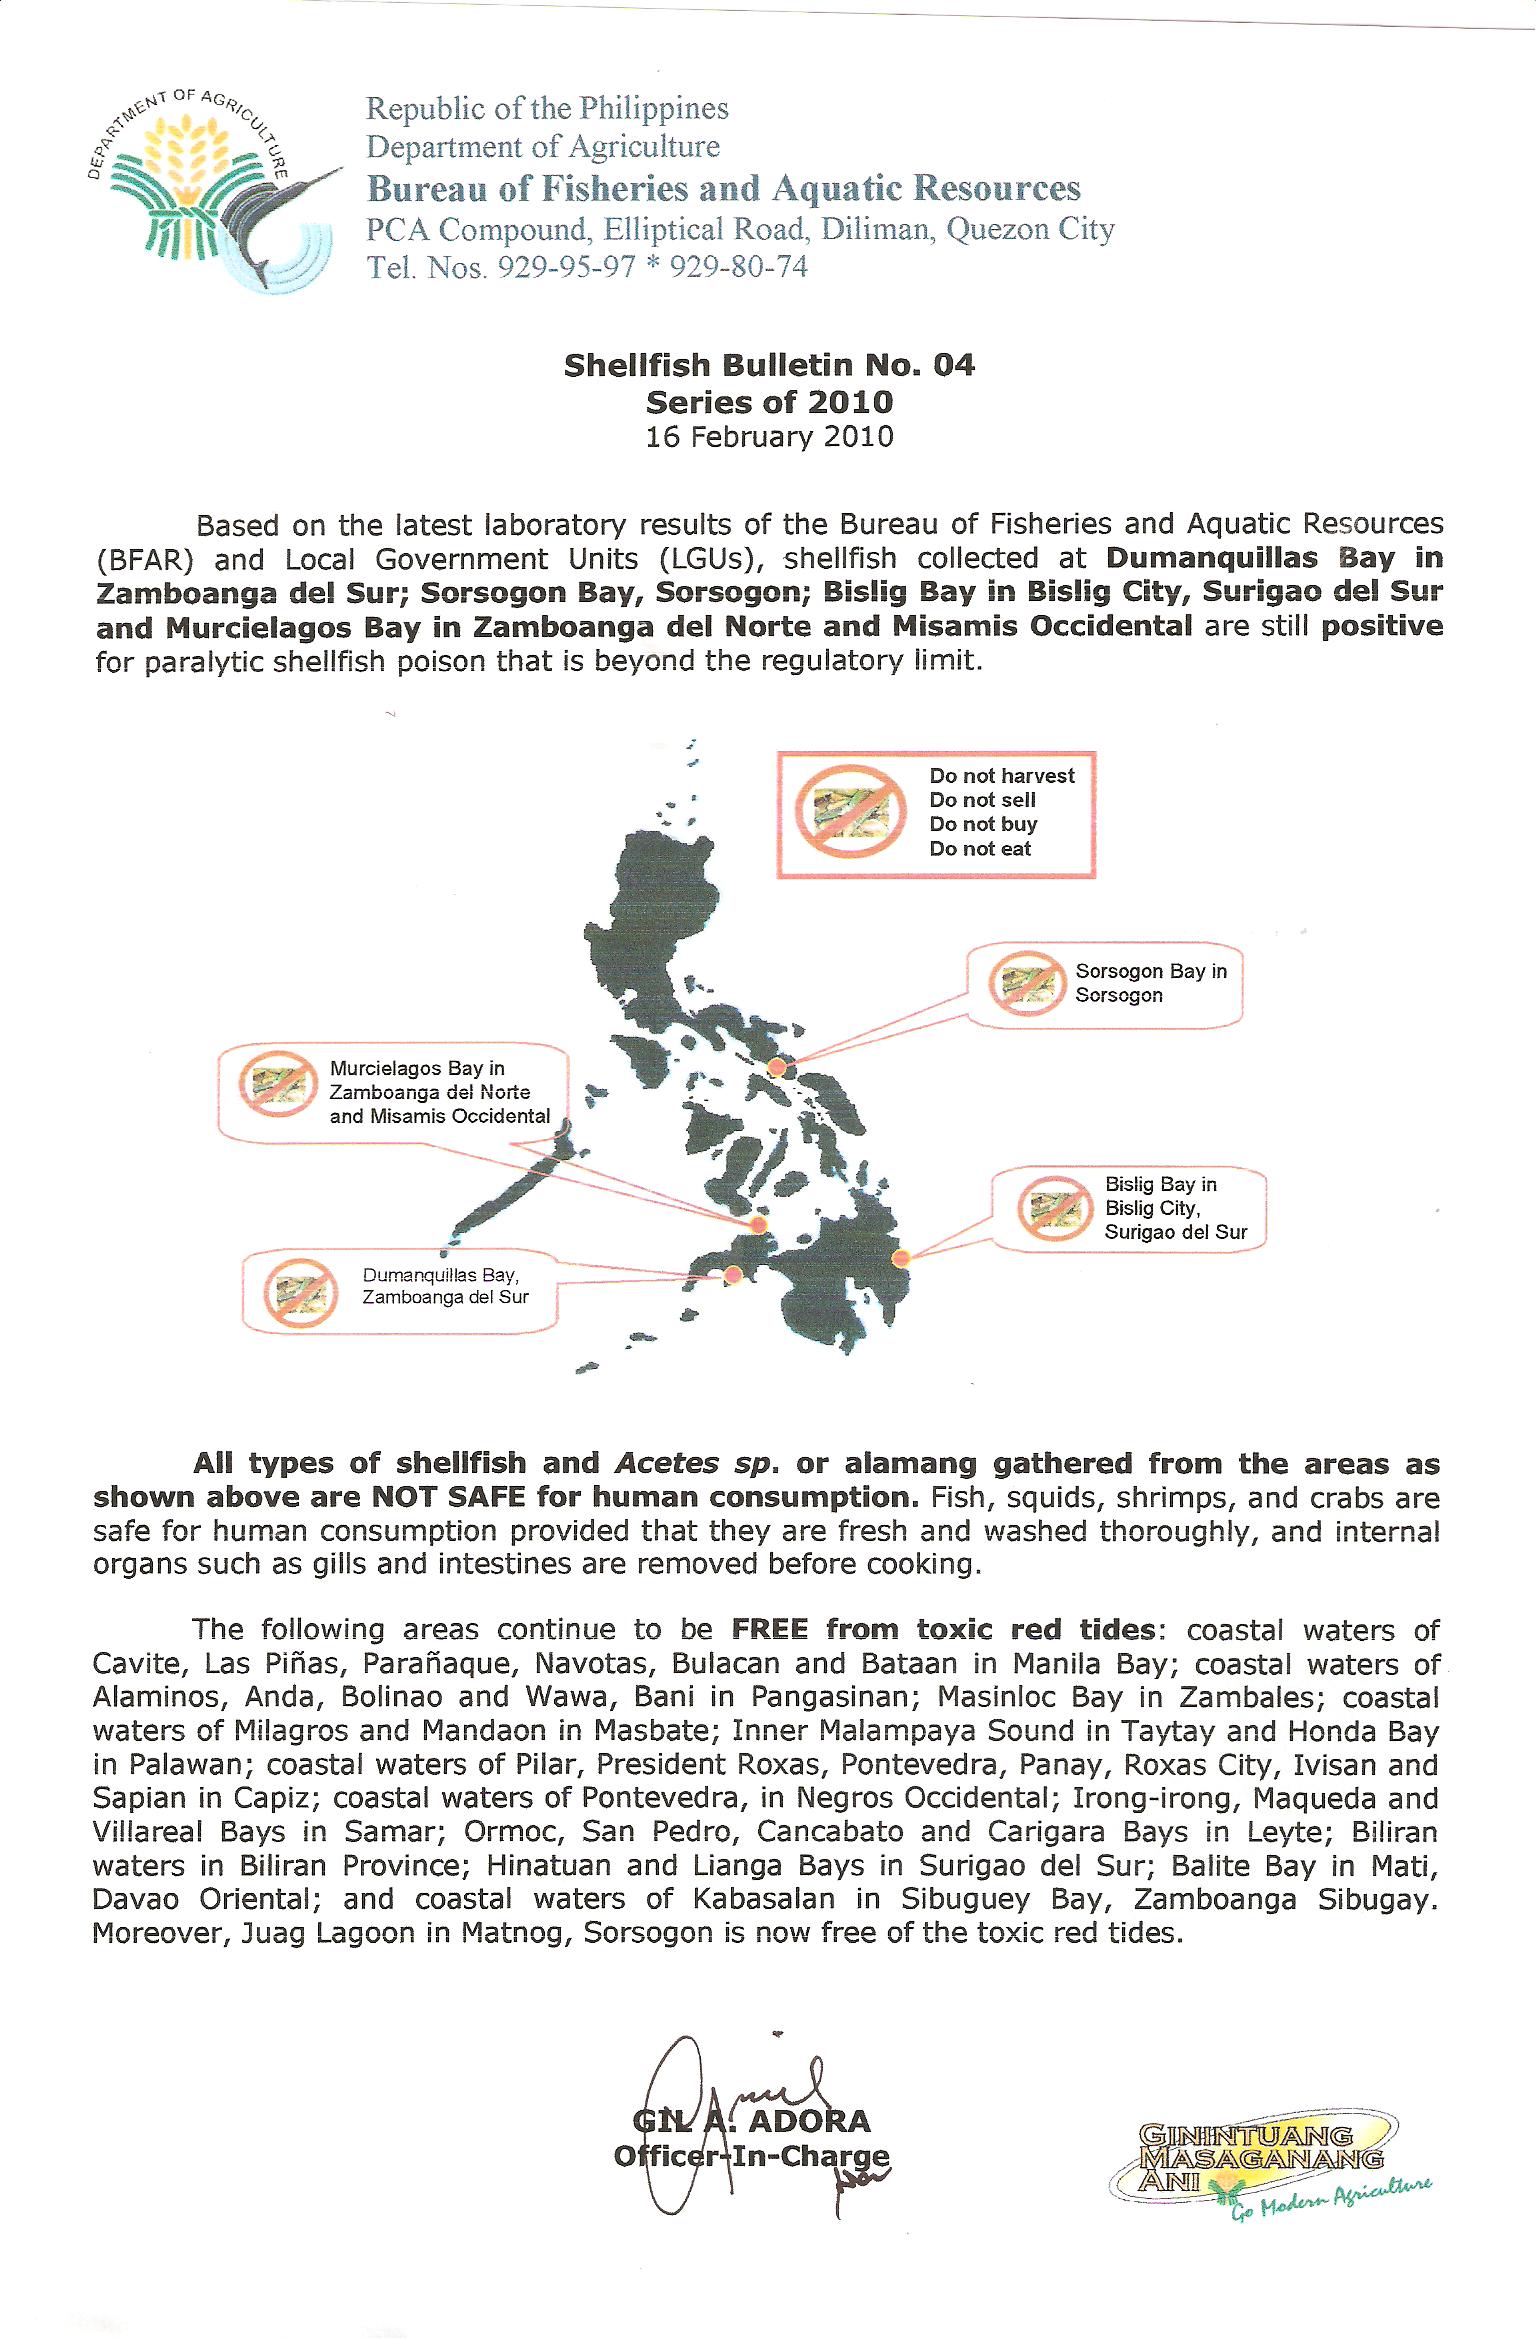 DEPARTMENT OF AGRICULTURE
Republic of the Philippines
Department of Agriculture
Bureau of Fisheries and Aquatic Resources
PCA Compound, Elliptical Road, Diliman, Quezon City
Tel. Nos. 929-95-97 * 929-80-74
Shellfish Bulletin No. 04
Series of 2010
16 February 2010
Based on the latest laboratory results of the Bureau of Fisheries and Aquatic Resources
(BFAR) and Local Government Units (LGUs), shellfish collected at Dumanquillas Bay in
Zamboanga del Sur; Sorsogon Bay, Sorsogon; Bislig Bay in Bislig City, Surigao del Sur
and Murcielagos Bay in Zamboanga del Norte and Misamis Occidental are still positive
for paralytic shellfish poison that is beyond the regulatory limit.
Do not harvest
Do not sell
Do not buy
Do not eat
Sorsogon Bay in
Sorsogon
Murcielagos Bay in
Zamboanga del Norte
and Misamis Occidental
Bislig Bay in
Bislig City,
Surigao del Sur
Dumanquillas Bay,
Zamboanga del Sur
All types of shellfish and Acetes sp. or alamang gathered from the areas as
shown above are NOT SAFE for human consumption. Fish, squids, shrimps, and crabs are
safe for human consumption provided that they are fresh and washed thoroughly, and internal
organs such as gills and intestines are removed before cooking.
The following areas continue to be FREE from toxic red tides: coastal waters of
Cavite, Las Piñas, Parañaque, Navotas, Bulacan and Bataan in Manila Bay; coastal waters of
Alaminos, Anda, Bolinao and Wawa, Bani in Pangasinan; Masinloc Bay in Zambales; coastal
waters of Milagros and Mandaon in Masbate; Inner Malampaya Sound in Taytay and Honda Bay
in Palawan; coastal waters of Pilar, President Roxas, Pontevedra, Panay, Roxas City, Ivisan and
Sapian in Capiz; coastal waters of Pontevedra, in Negros Occidental; Irong-irong, Maqueda and
Villareal Bays in Samar; Ormoc, San Pedro, Cancabato and Carigara Bays in Leyte; Biliran
waters in Biliran Province; Hinatuan and Lianga Bays in Surigao del Sur; Balite Bay in Mati,
Davao Oriental; and coastal waters of Kabasalan in Sibuguey Bay, Zamboanga Sibugay.
Moreover, Juag Lagoon in Matnog, Sorsogon is now free of the toxic red tides.
GIL A. ADORA
Officer-In-Charge
GININTUANG
MASAGANANG
ANI
Go Modern Agriculture